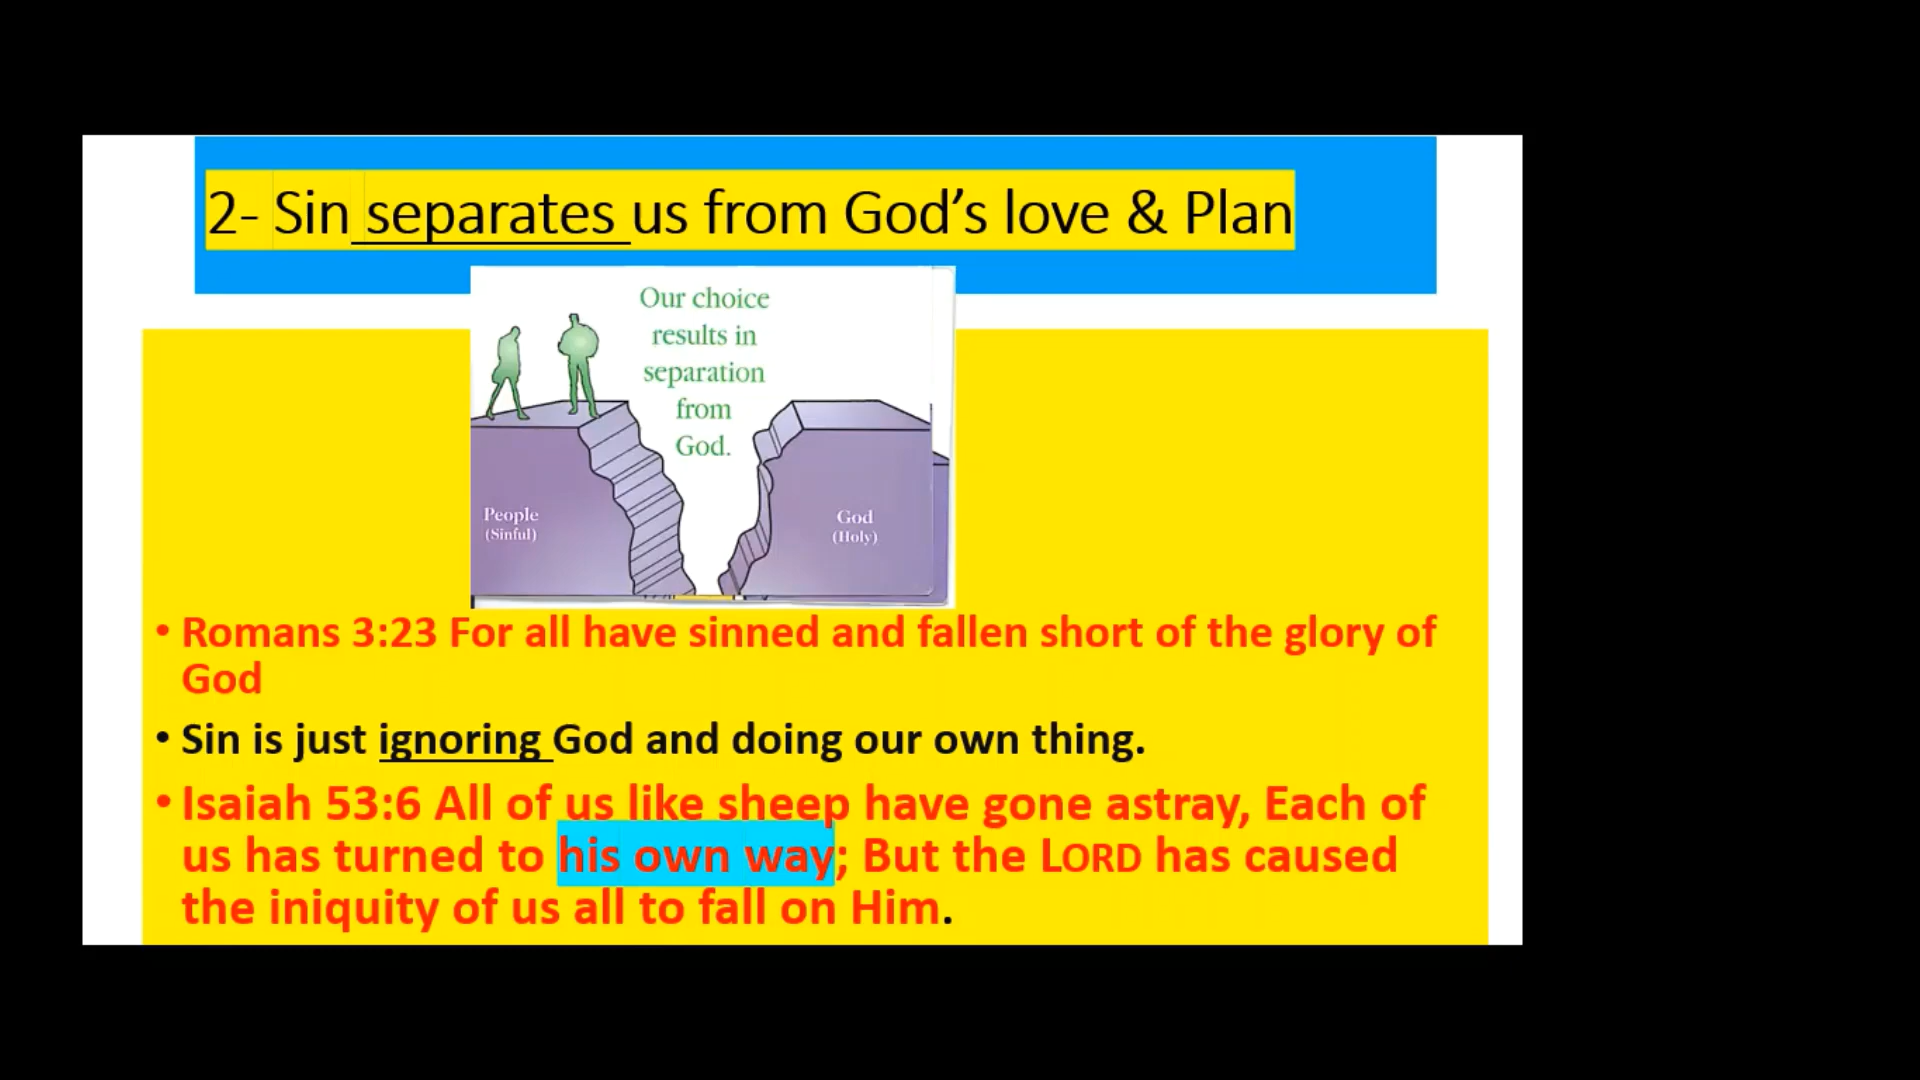 2- Sin separates us from God’s love & Plan
Our choice
results in
separation
from
God.
People
(Sinful)
God
(Holy)
• Romans 3:23 For all have sinned and fallen short of the glory of
God
• Sin is just ignoring God and doing our own thing.
• Isaiah 53:6 All of us like sheep have gone astray, Each of
us has turned to his own way; But the LORD has caused
the iniquity of us all to fall on Him.